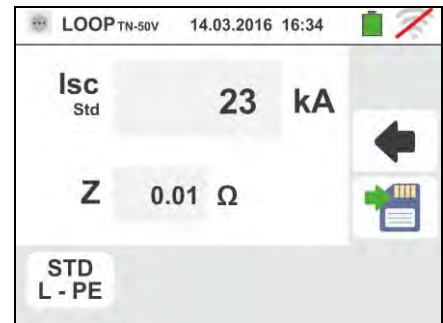 LOOP TN-50V 14.03.2016 16:34
Isc 23 kA
Std
Z 0.01 Ω
STD
L - PE